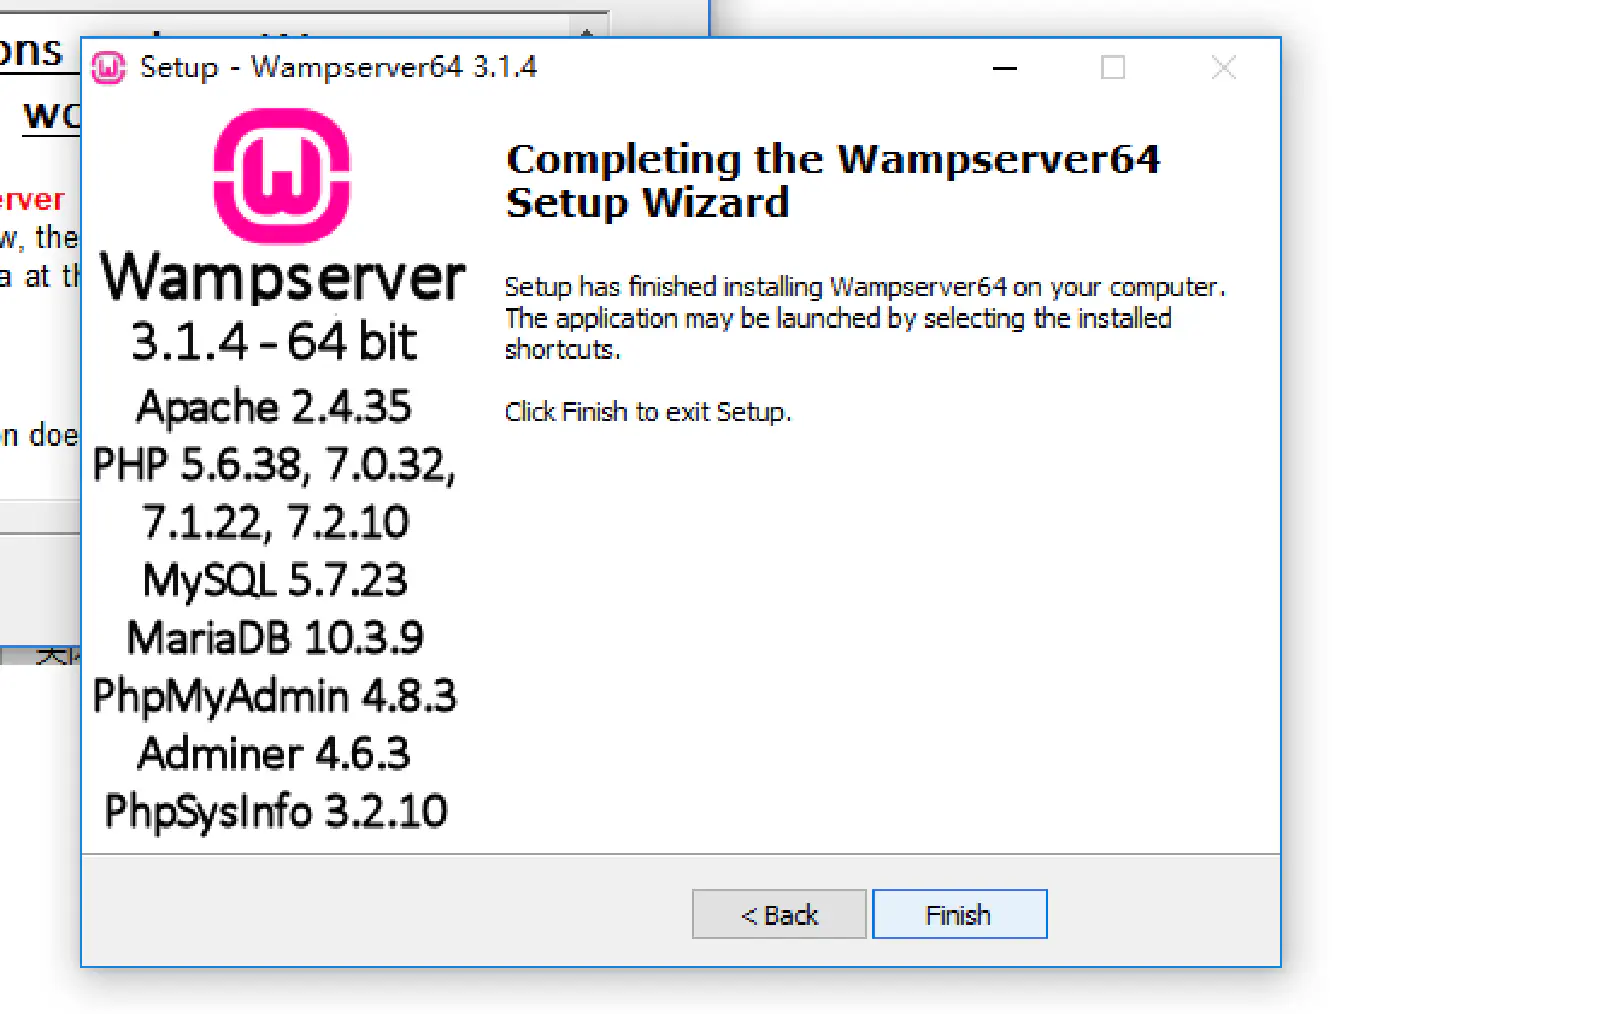 ons
wo
erver
w, the
a at th
n doe
Setup - Wampserver64 3.1.4
Wampserver
3.1.4 - 64 bit
Apache 2.4.35
PHP 5.6.38, 7.0.32,
7.1.22, 7.2.10
MySQL 5.7.23
MariaDB 10.3.9
PhpMyAdmin 4.8.3
Adminer 4.6.3
PhpSysInfo 3.2.10
Completing the Wampserver64
Setup Wizard
Setup has finished installing Wampserver64 on your computer.
The application may be launched by selecting the installed
shortcuts.
Click Finish to exit Setup.
< Back
Finish